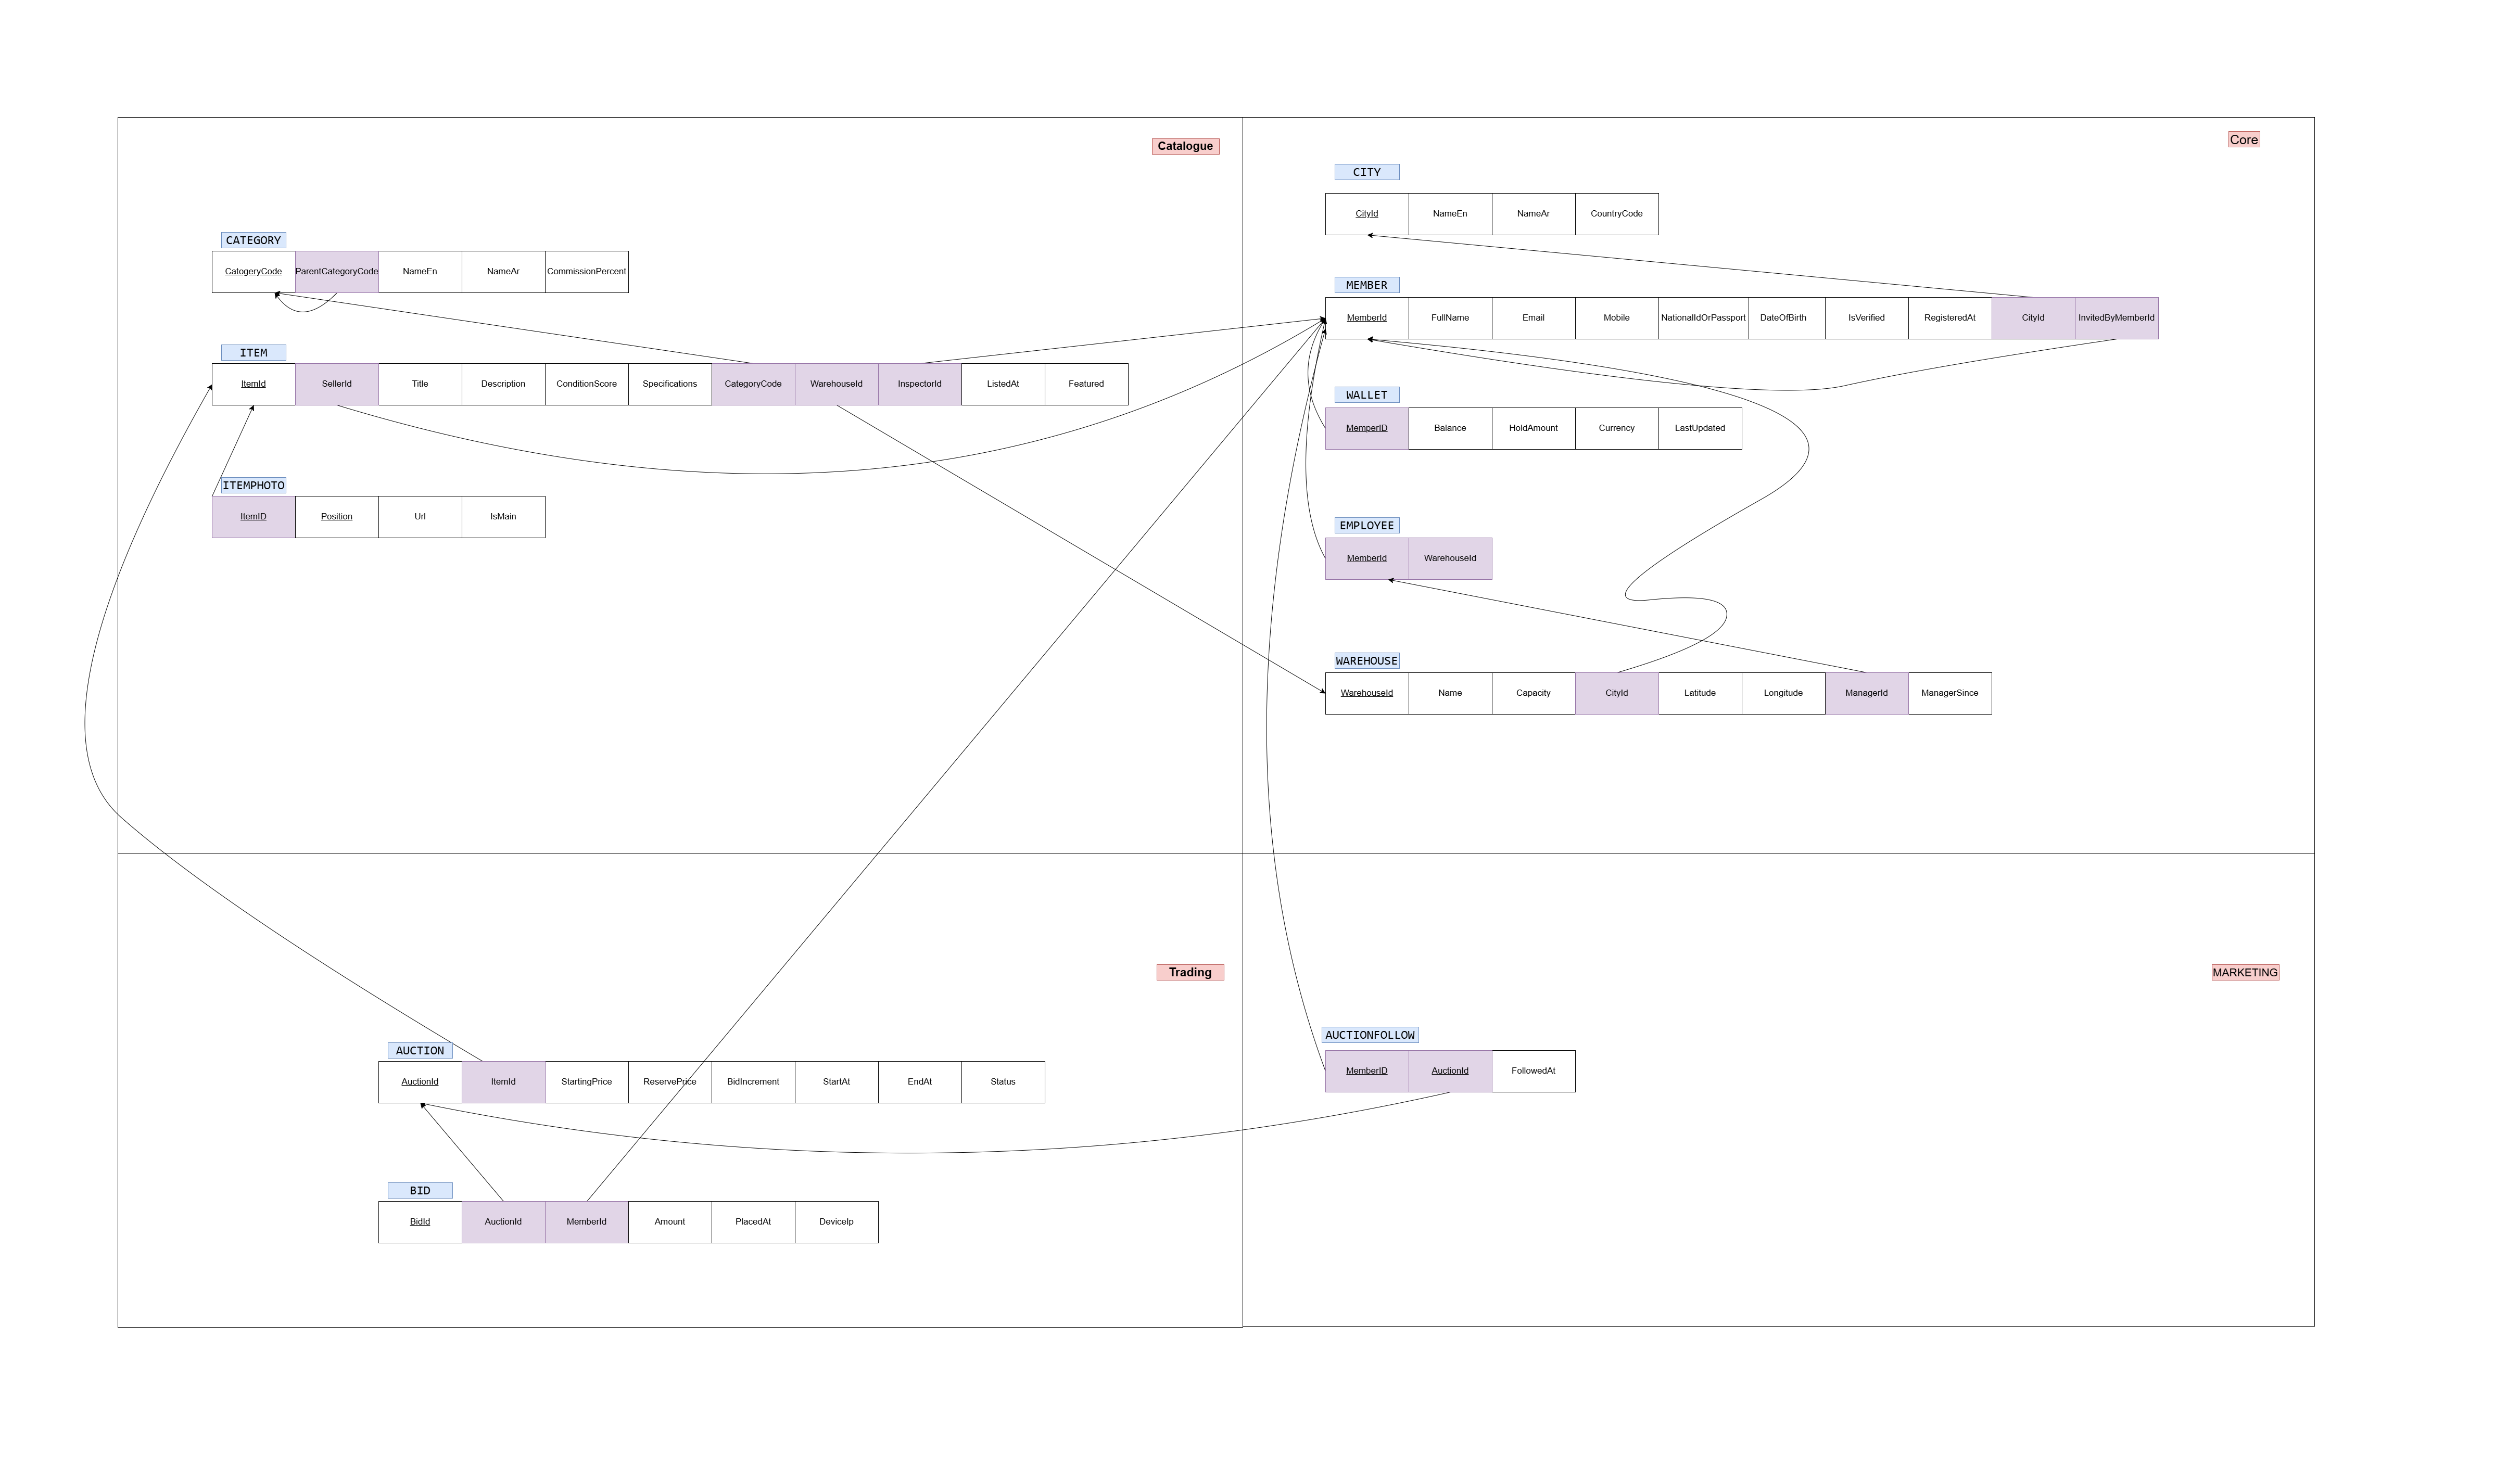 Catalogue
CATEGORY
CatogeryCode ParentCategoryCode NameEn NameAr CommissionPercent
ITEM
ItemId SellerId Title Description ConditionScore Specifications CategoryCode WarehouseId InspectorId ListedAt Featured
ITEMPHOTO
ItemID Position Url IsMain
Core
CITY
CityId NameEn NameAr CountryCode
MEMBER
MemberId FullName Email Mobile NationalIdOrPassport DateOfBirth IsVerified RegisteredAt CityId InvitedByMemberId
WALLET
MemperID Balance HoldAmount Currency LastUpdated
EMPLOYEE
MemberId WarehouseId
WAREHOUSE
WarehouseId Name Capacity CityId Latitude Longitude ManagerId ManagerSince
Trading
AUCTION
AuctionId ItemId StartingPrice ReservePrice BidIncrement StartAt EndAt Status
BID
BidId AuctionId MemberId Amount PlacedAt DeviceIp
MARKETING
AUCTIONFOLLOW
MemberID AuctionId FollowedAt